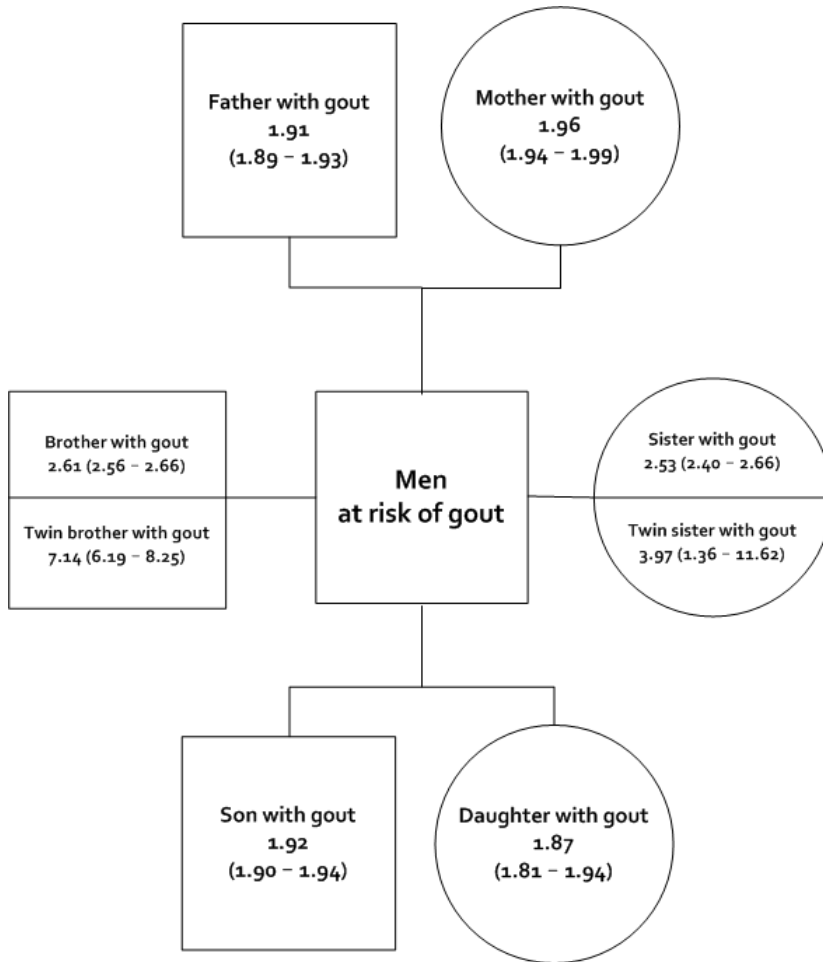 Father with gout
1.91
(1.89 – 1.93)
Mother with gout
1.96
(1.94 – 1.99)
Brother with gout
2.61 (2.56 – 2.66)
Twin brother with gout
7.14 (6.19 – 8.25)
Men
at risk of gout
Sister with gout
2.53 (2.40 – 2.66)
Twin sister with gout
3.97 (1.36 – 11.62)
Son with gout
1.92
(1.90 – 1.94)
Daughter with gout
1.87
(1.81 – 1.94)